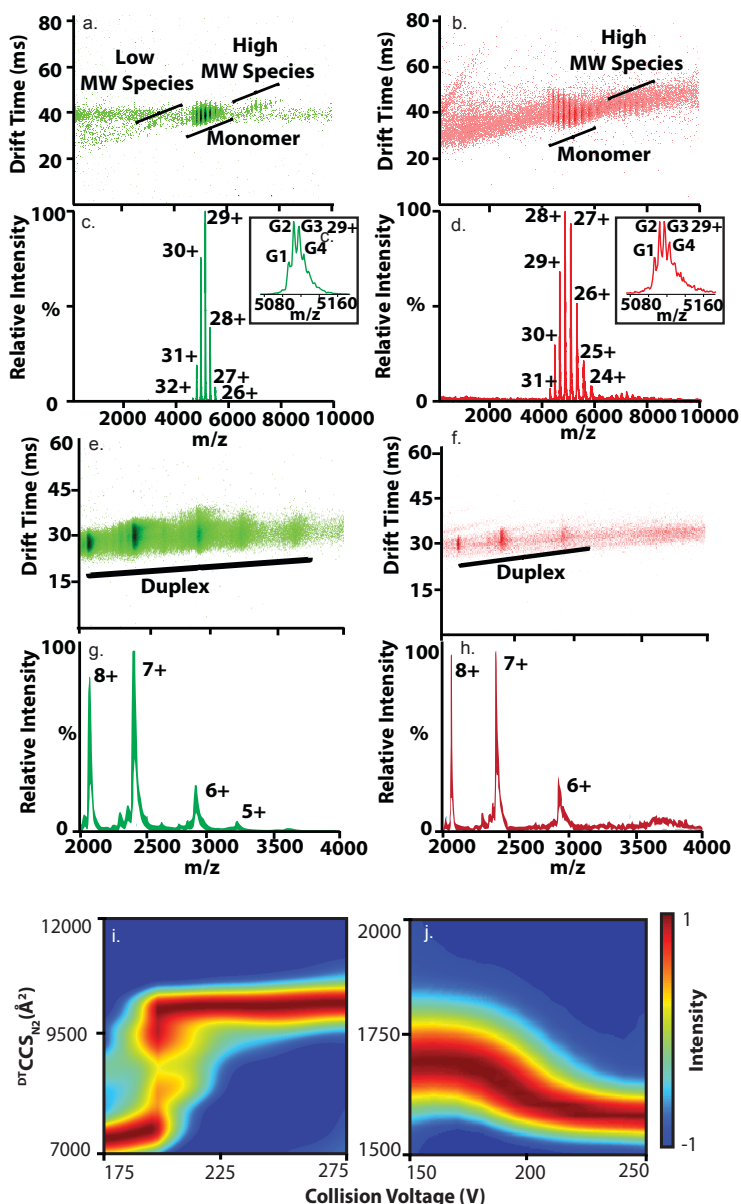 a.
80
60
40
20
Drift Time (ms)
Low
MW Species
High
MW Species
Monomer
b.
80
60
40
20
Drift Time (ms)
High
MW Species
Monomer
c.
100
%
0
Relative Intensity
29+
30+
28+
31+
27+
32+
26+
G2 G3 29+
G1 G4
5080 5160
m/z
2000 4000 6000 8000 10000
m/z
d.
100
%
0
Relative Intensity
28+ 27+
29+
26+
30+
25+
31+
24+
G2 G3 29+
G1 G4
5080 5160
m/z
2000 4000 6000 8000 10000
m/z
e.
60
45
30
15
Drift Time (ms)
Duplex
f.
60
45
30
15
Drift Time (ms)
Duplex
g.
100
%
0
Relative Intensity
8+ 7+
6+
5+
2000 2500 3000 3500 4000
m/z
h.
100
%
0
Relative Intensity
8+ 7+
6+
2000 2500 3000 3500 4000
m/z
i.
12000
9500
7000
DTCCSN2(Å2)
175 225 275
j.
2000
1750
1500
150 200 250
Collision Voltage (V)
1
Intensity
-1